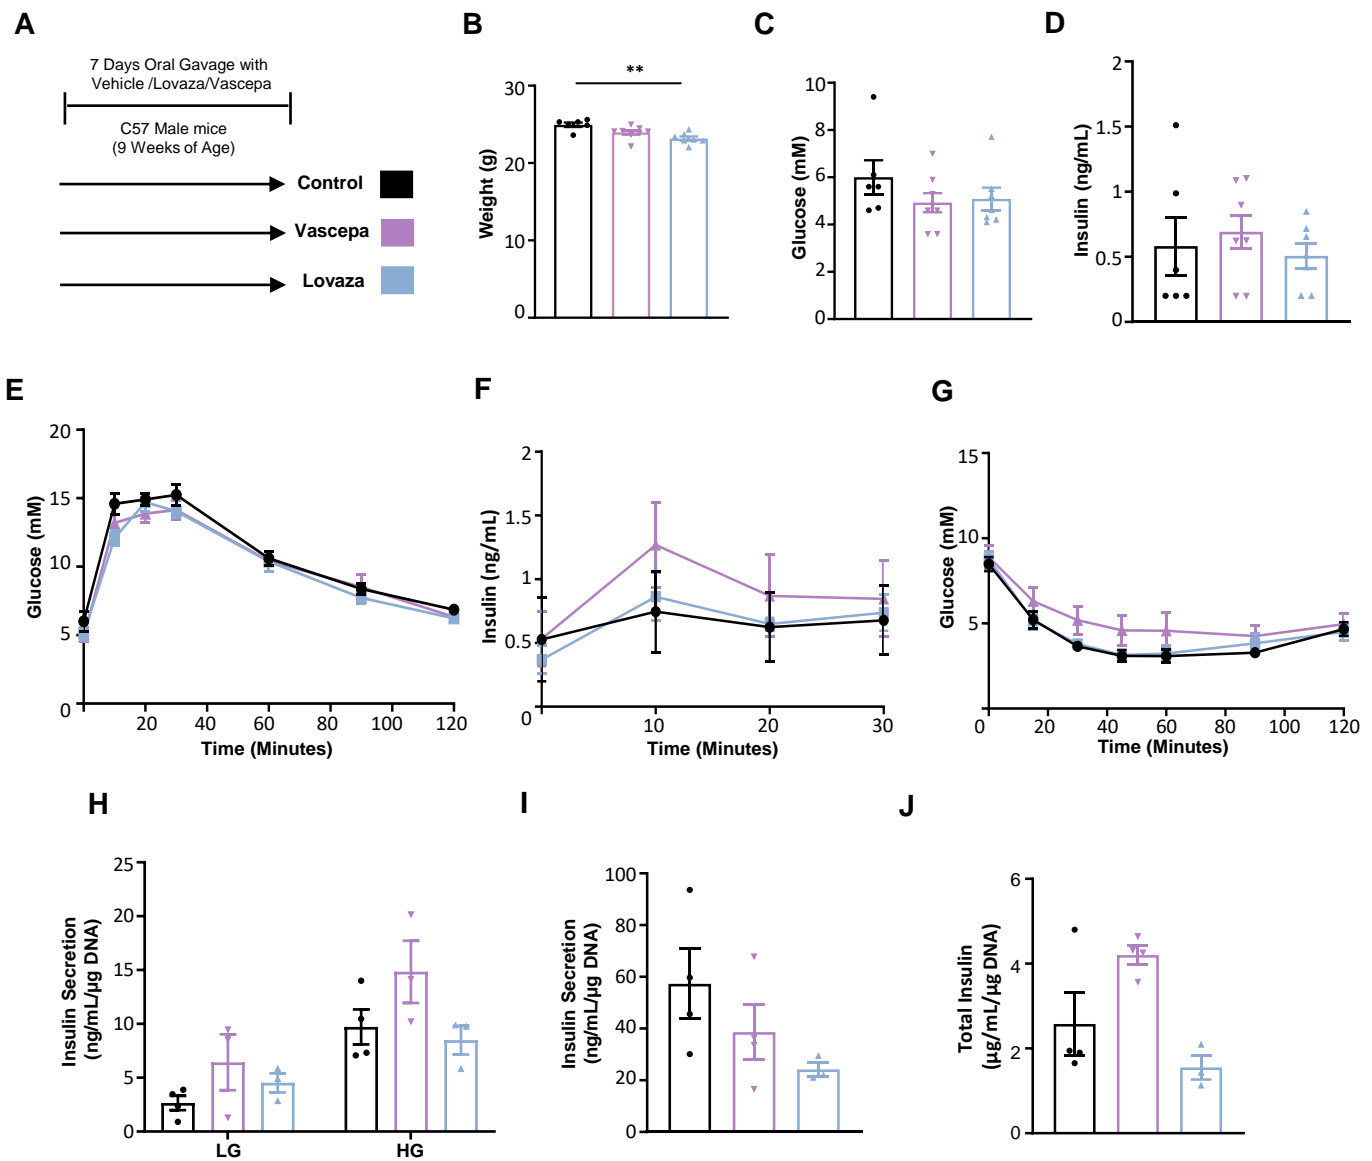 A
7 Days Oral Gavage with
Vehicle /Lovaza/Vascepa
C57 Male mice
(9 Weeks of Age)
Control
Vascepa
Lovaza
B
**
Weight (g)
30
20
10
0
C
Glucose (mM)
10
8
6
4
2
0
D
Insulin (ng/mL)
2
1.5
1
0.5
0
E
Glucose (mM)
20
15
10
5
0
20 40 60 80 100 120
Time (Minutes)
F
Insulin (ng/mL)
2
1.5
1
0.5
0
10 20 30
Time (Minutes)
G
Glucose (mM)
15
10
5
0 20 40 60 80 100 120
Time (Minutes)
H
Insulin Secretion
(ng/mL/µg DNA)
25
20
15
10
5
0
LG HG
I
Insulin Secretion
(ng/mL/µg DNA)
100
80
60
40
20
0
J
Total Insulin
(µg/mL/µg DNA)
6
4
2
0